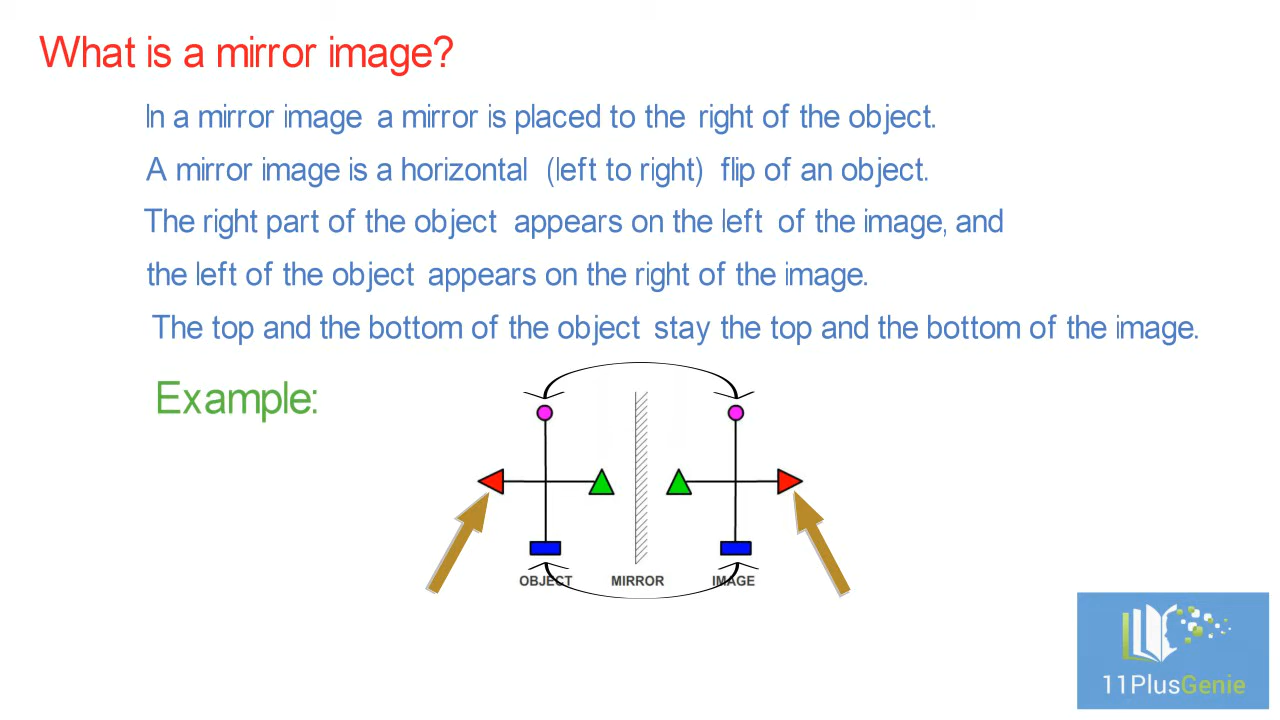 What is a mirror image?
In a mirror image a mirror is placed to the right of the object.
A mirror image is a horizontal (left to right) flip of an object.
The right part of the object appears on the left of the image, and
the left of the object appears on the right of the image.
The top and the bottom of the object stay the top and the bottom of the image.
Example:
OBJECT MIRROR IMAGE
11PlusGenie